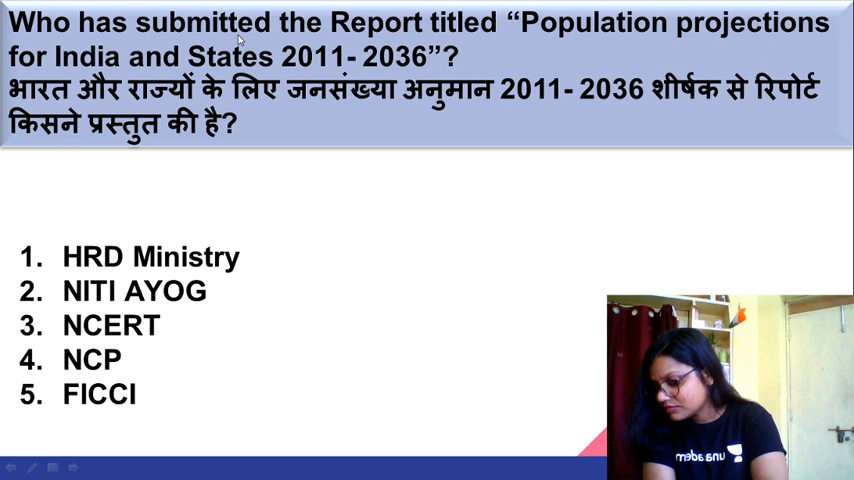 Who has submitted the Report titled “Population projections
for India and States 2011- 2036”?
भारत और राज्यों के लिए जनसंख्या अनुमान 2011- 2036 शीर्षक से रिपोर्ट
किसने प्रस्तुत की है?
1. HRD Ministry
2. NITI AYOG
3. NCERT
4. NCP
5. FICCI